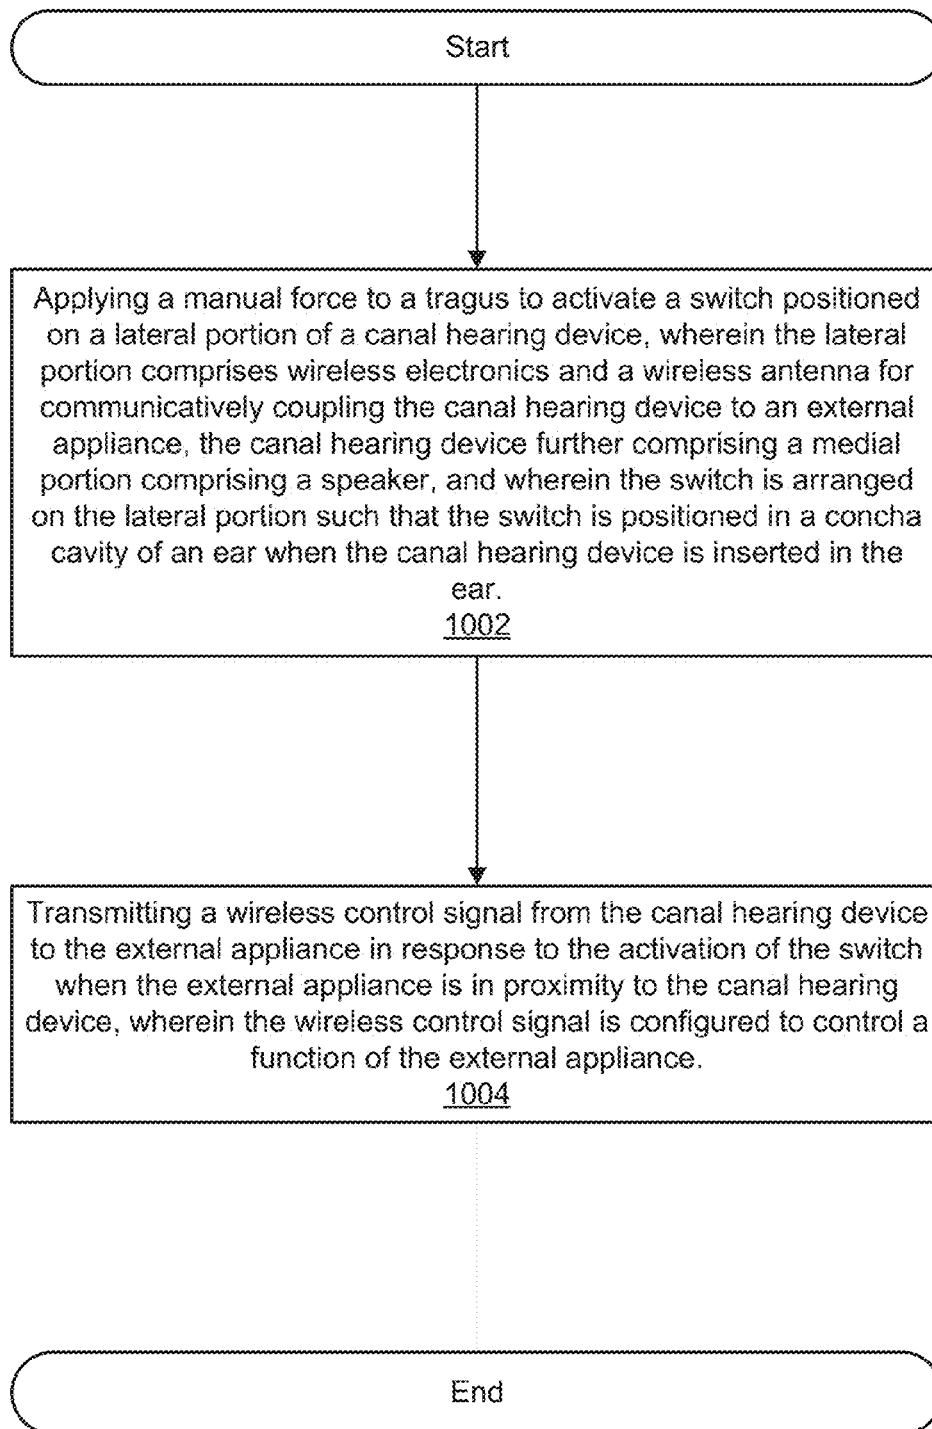 Start
Applying a manual force to a tragus to activate a switch positioned
on a lateral portion of a canal hearing device, wherein the lateral
portion comprises wireless electronics and a wireless antenna for
communicatively coupling the canal hearing device to an external
appliance, the canal hearing device further comprising a medial
portion comprising a speaker, and wherein the switch is arranged
on the lateral portion such that the switch is positioned in a concha
cavity of an ear when the canal hearing device is inserted in the
ear.
1002
Transmitting a wireless control signal from the canal hearing device
to the external appliance in response to the activation of the switch
when the external appliance is in proximity to the canal hearing
device, wherein the wireless control signal is configured to control a
function of the external appliance.
1004
End